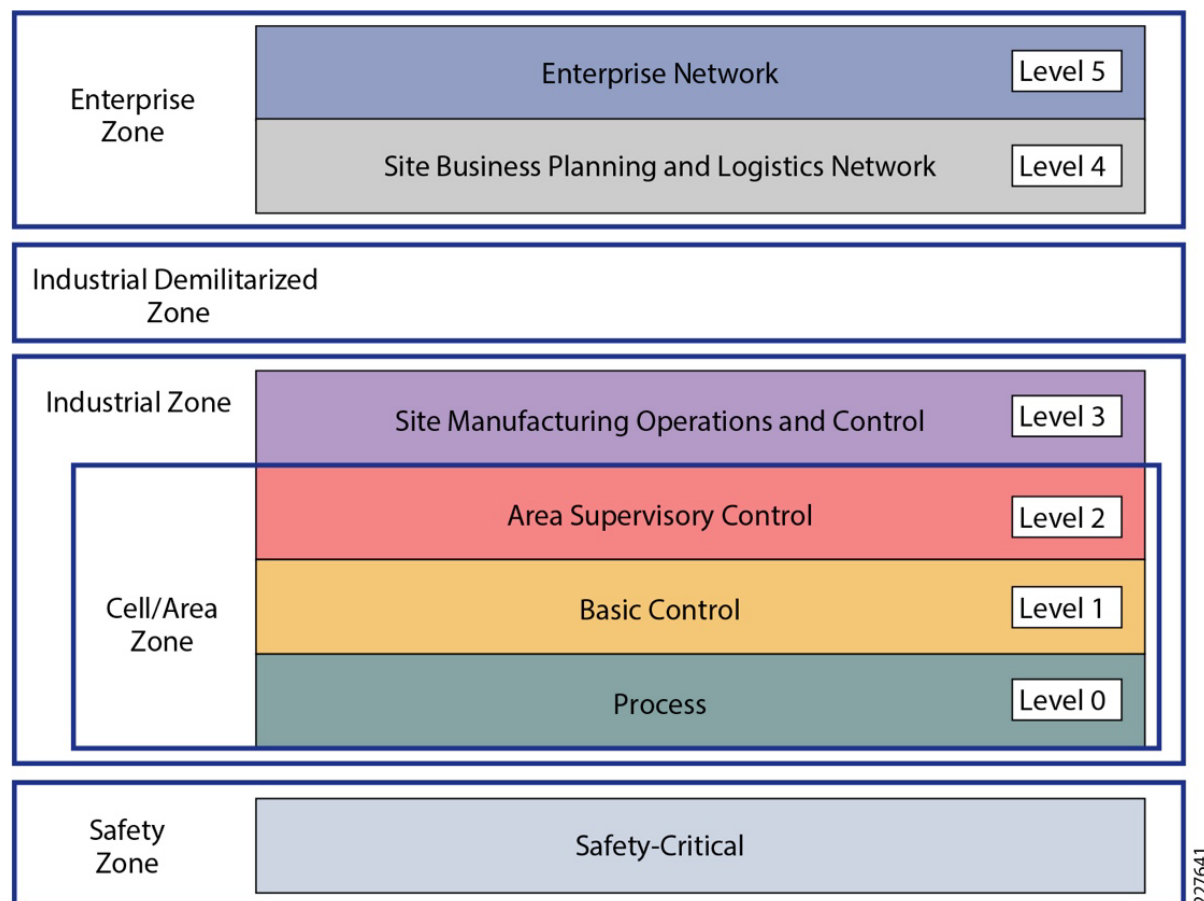 Enterprise
Zone
Enterprise Network
Level 5
Site Business Planning and Logistics Network
Level 4
Industrial Demilitarized
Zone
Industrial Zone
Site Manufacturing Operations and Control
Level 3
Cell/Area
Zone
Area Supervisory Control
Level 2
Basic Control
Level 1
Process
Level 0
Safety
Zone
Safety-Critical